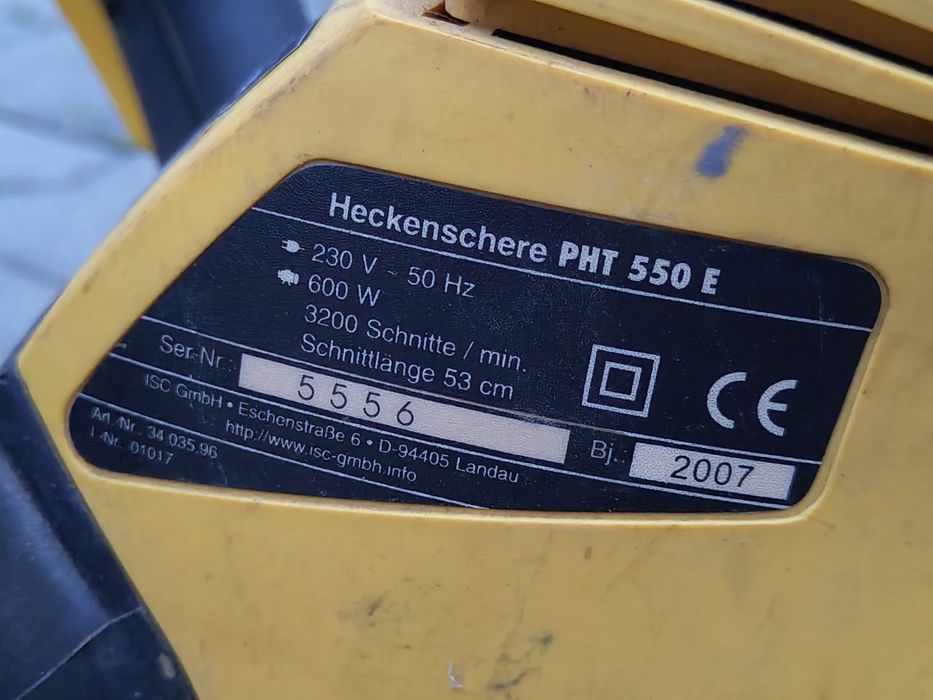 Heckenschere PHT 550 E
230 V ~ 50 Hz
600 W
3200 Schnitte / min.
Schnittlänge 53 cm
Ser-Nr.: 5556 Bj.: 2007
ISC GmbH • Eschenstraße 6 • D-94405 Landau
http://www.isc-gmbh.info
Art.-Nr. 34.035.96
I.-Nr. 01017
CE